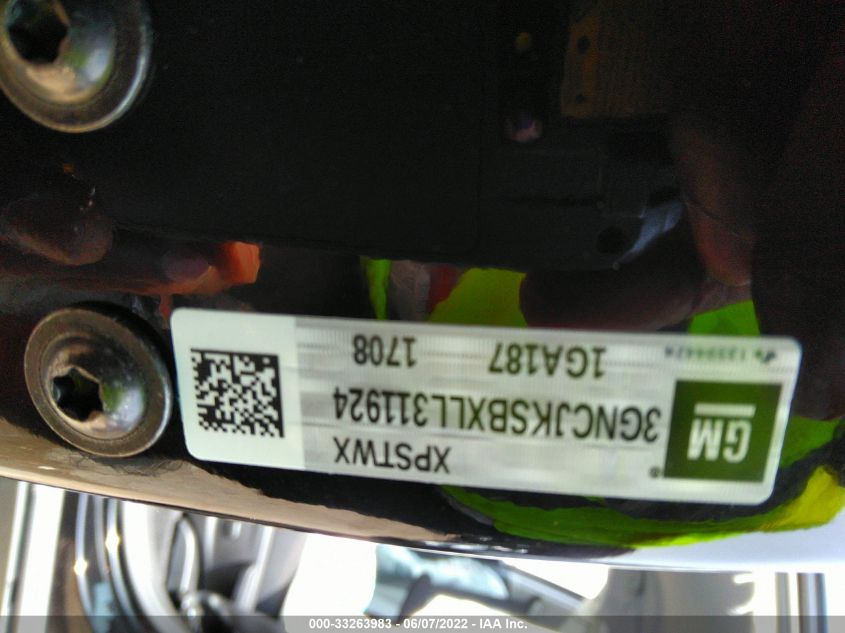 GM
XPSTWX
3GNCJKSBXLL311924
1GA187 1708
000-33263983 - 06/07/2022 - IAA Inc.